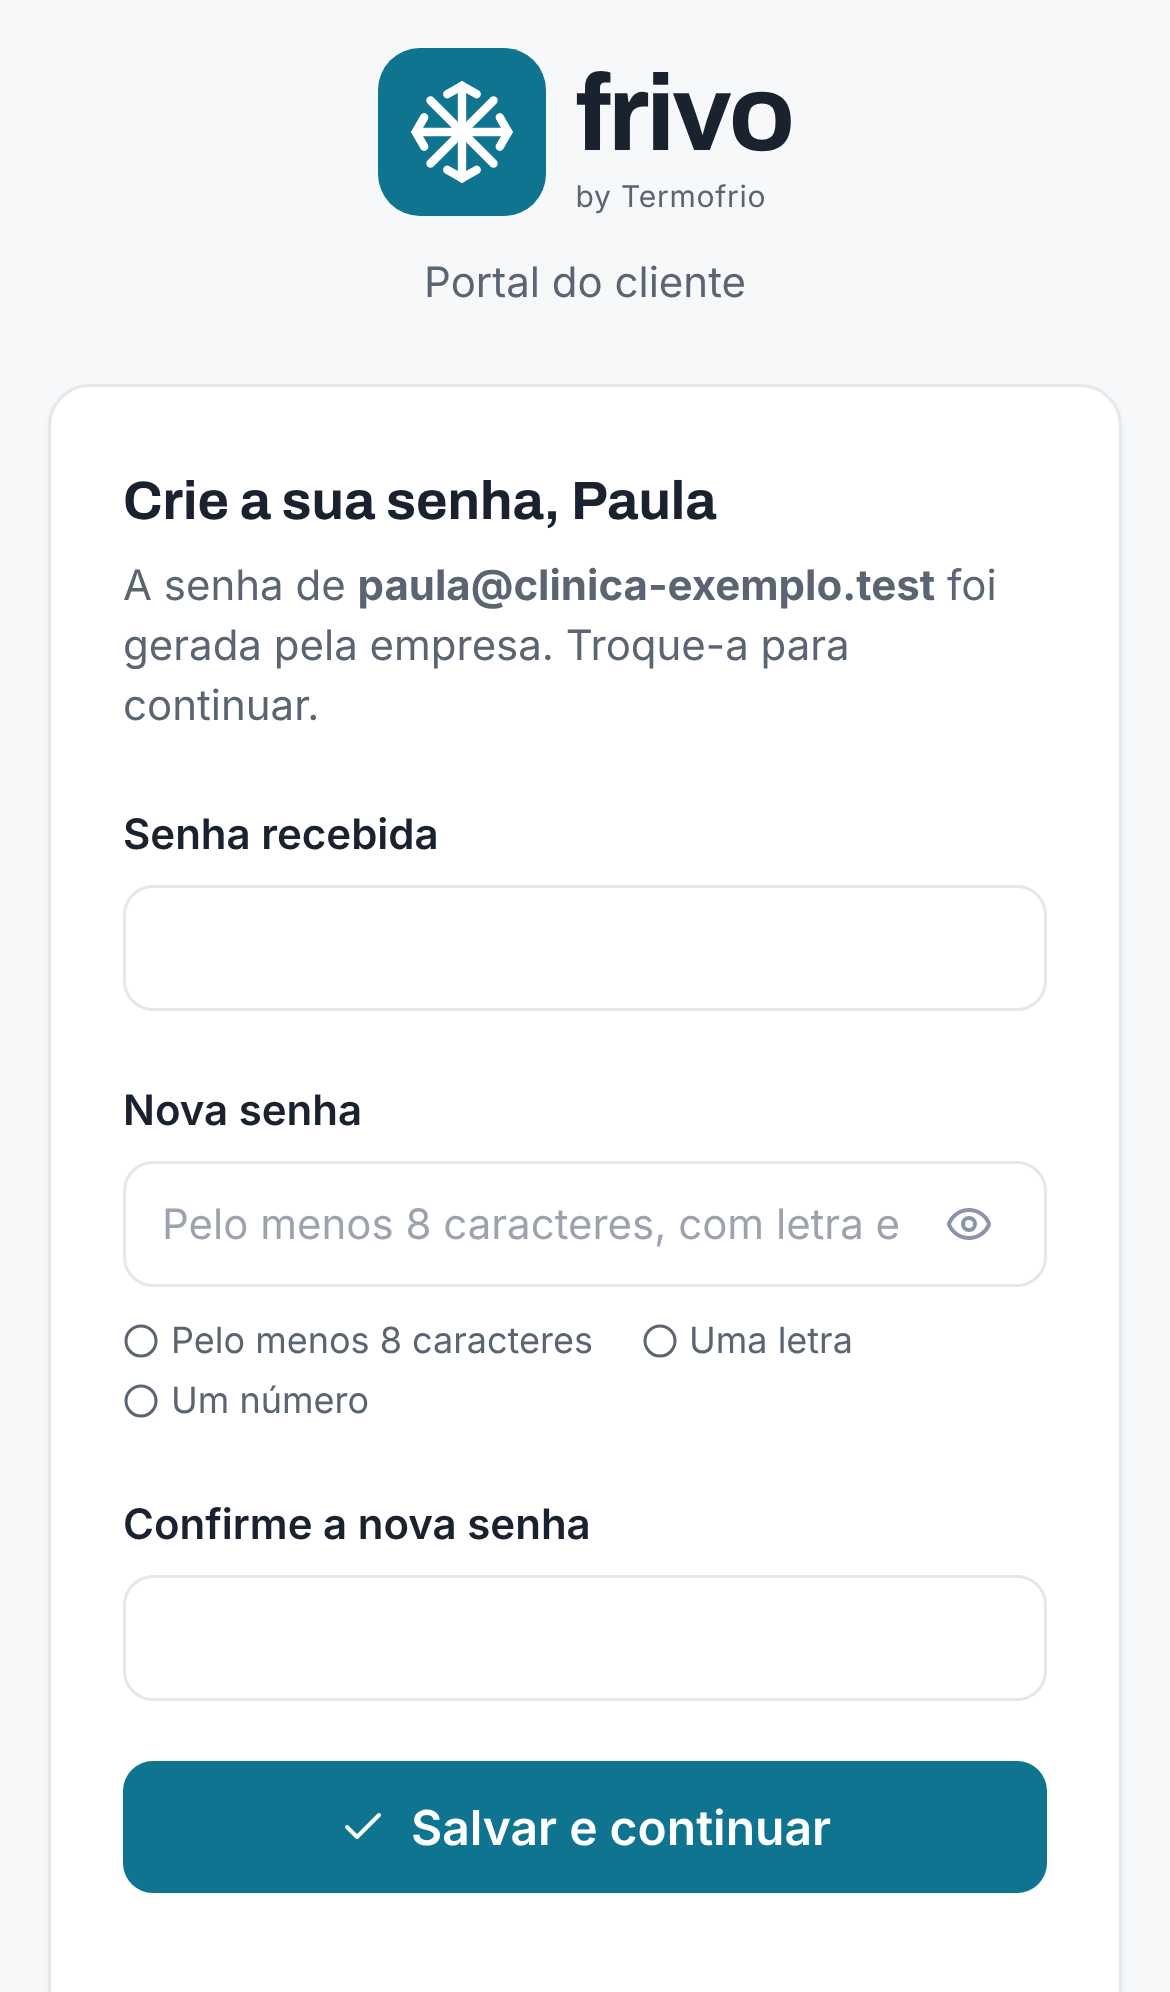 frivo
by Termofrio
Portal do cliente
Crie a sua senha, Paula
A senha de paula@clinica-exemplo.test foi
gerada pela empresa. Troque-a para
continuar.
Senha recebida
Nova senha
Pelo menos 8 caracteres, com letra e
Pelo menos 8 caracteres
Uma letra
Um número
Confirme a nova senha
Salvar e continuar